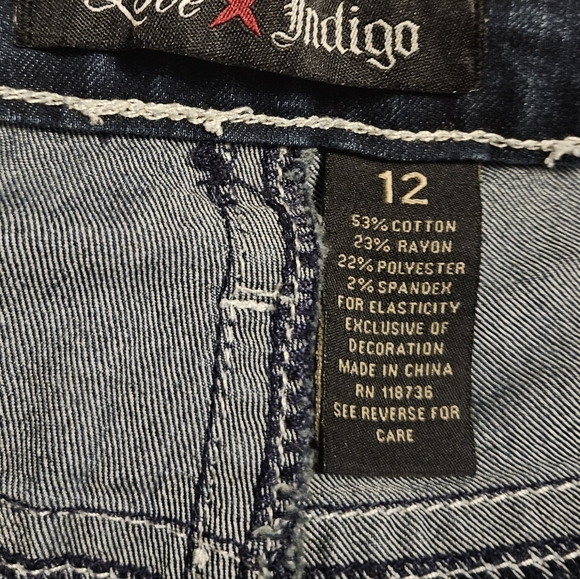 Love Indigo
12
53% COTTON
23% RAYON
22% POLYESTER
2% SPANDEX
FOR ELASTICITY
EXCLUSIVE OF
DECORATION
MADE IN CHINA
RN 118736
SEE REVERSE FOR
CARE